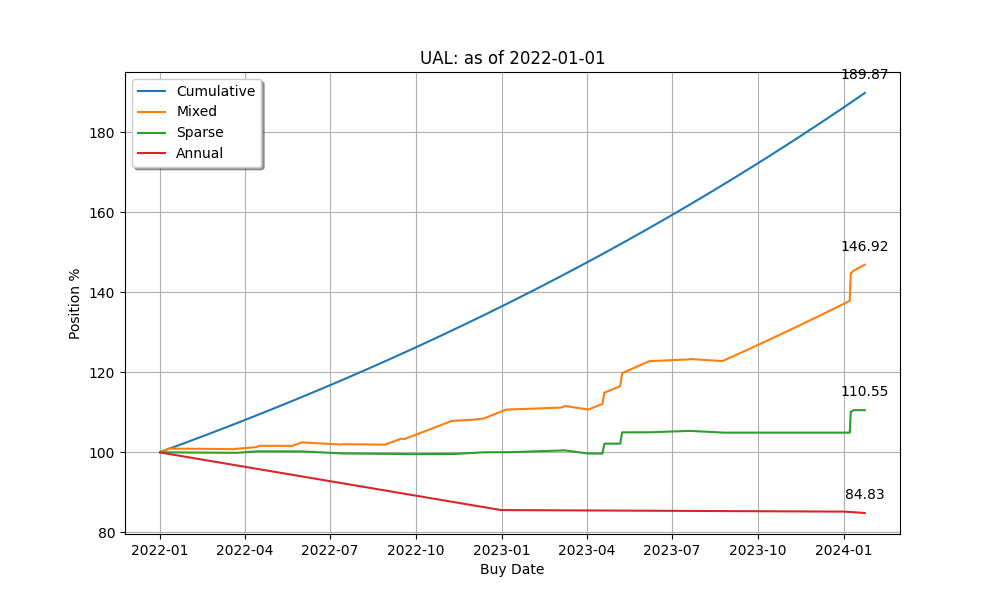 UAL: as of 2022-01-01
189.87
Cumulative
Mixed
Sparse
Annual
146.92
110.55
84.83
180
160
140
120
100
80
Position %
2022-01 2022-04 2022-07 2022-10 2023-01 2023-04 2023-07 2023-10 2024-01
Buy Date